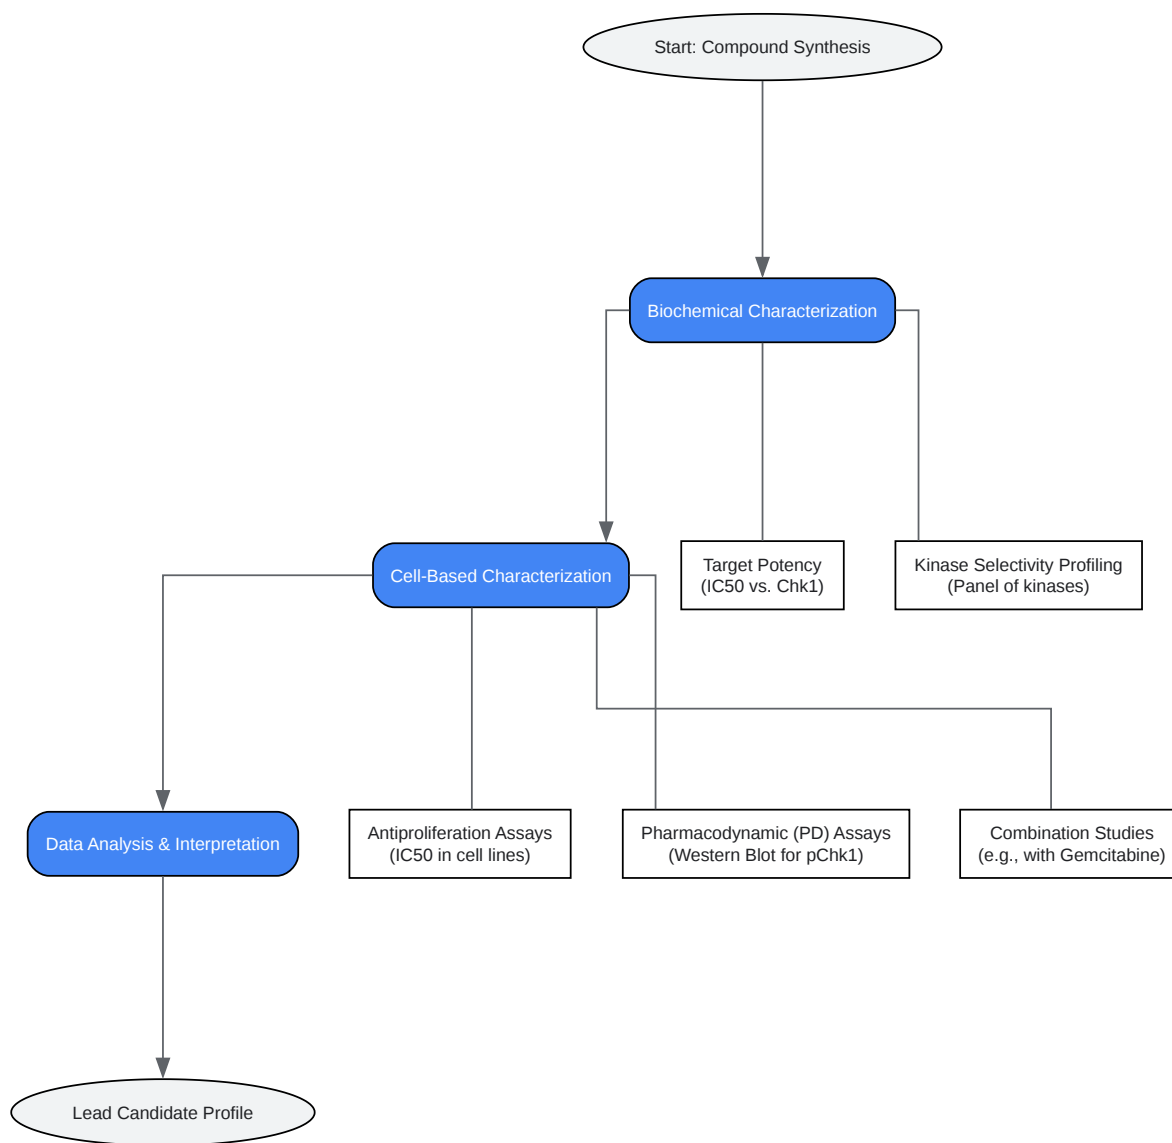 Start: Compound Synthesis
Biochemical Characterization
Cell-Based Characterization
Target Potency
(IC50 vs. Chk1)
Kinase Selectivity Profiling
(Panel of kinases)
Data Analysis & Interpretation
Antiproliferation Assays
(IC50 in cell lines)
Pharmacodynamic (PD) Assays
(Western Blot for pChk1)
Combination Studies
(e.g., with Gemcitabine)
Lead Candidate Profile